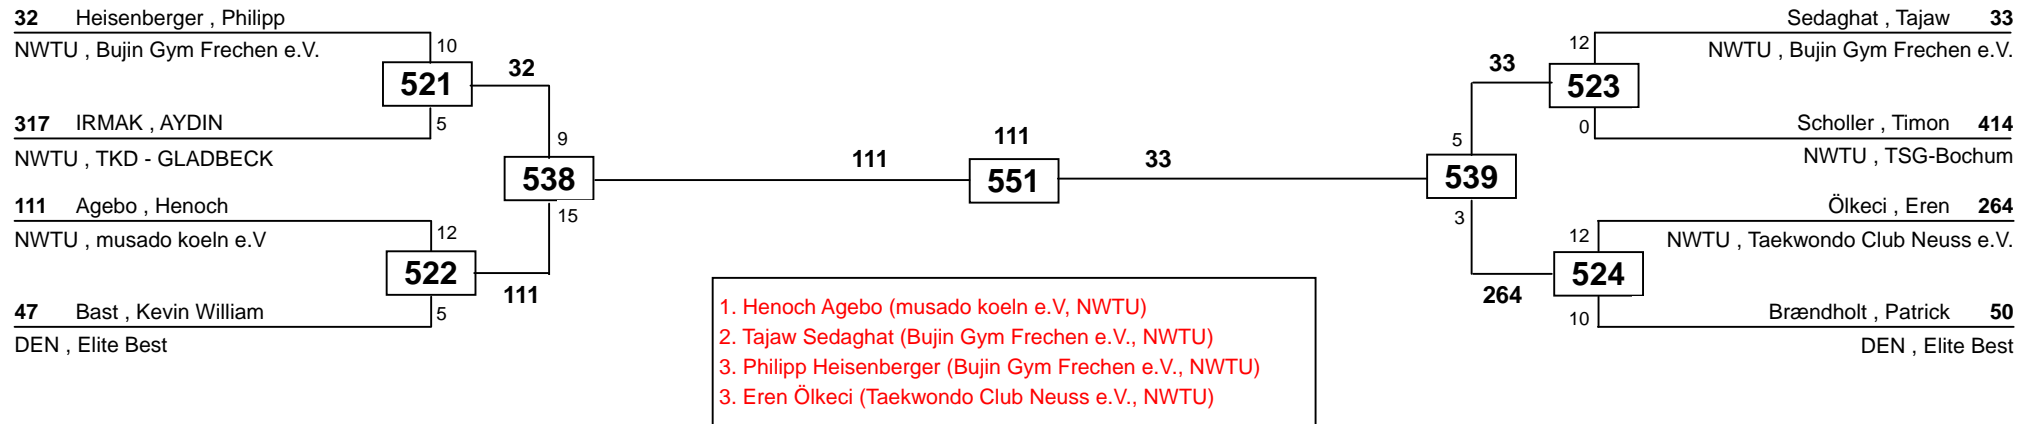 32 Heisenberger , Philipp
NWTU , Bujin Gym Frechen e.V.
10
521
32
5
317 IRMAK , AYDIN
NWTU , TKD - GLADBECK
9
538
15
111 Agebo , Henoch
NWTU , musado koeln e.V
12
522
111
5
47 Bast , Kevin William
DEN , Elite Best
111
111
551
33
Sedaghat , Tajaw 33
NWTU , Bujin Gym Frechen e.V.
12
33
523
0
Scholler , Timon 414
NWTU , TSG-Bochum
5
539
3
Ölkeci , Eren 264
NWTU , Taekwondo Club Neuss e.V.
12
524
264
10
Brændholt , Patrick 50
DEN , Elite Best
1. Henoch Agebo (musado koeln e.V, NWTU)
2. Tajaw Sedaghat (Bujin Gym Frechen e.V., NWTU)
3. Philipp Heisenberger (Bujin Gym Frechen e.V., NWTU)
3. Eren Ölkeci (Taekwondo Club Neuss e.V., NWTU)